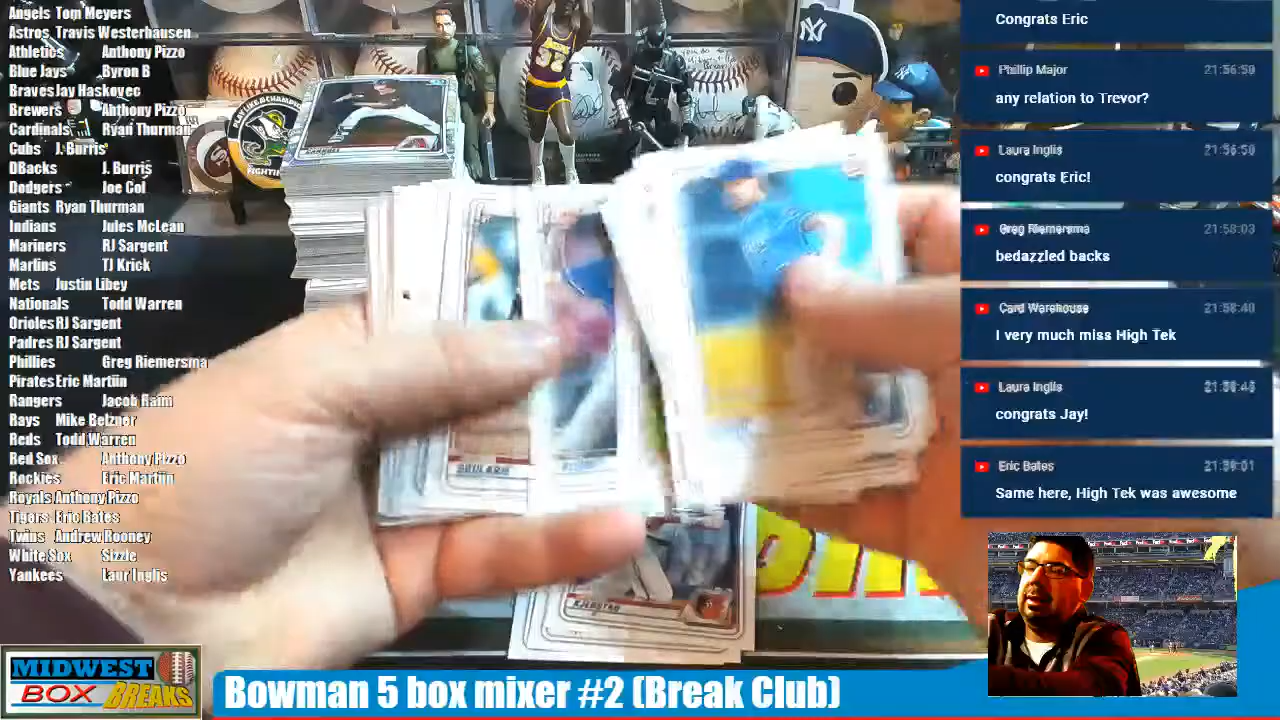 Angels Tom Meyers
Astros Travis Westerhausen
Athletics Anthony Pizzo
Blue Jays Byron B
Braves Jay Haskovec
Brewers Anthony Pizzo
Cardinals Ryan Thurman
Cubs J. Burris
DBacks J. Burris
Dodgers Joe Col
Giants Ryan Thurman
Indians Jules McLean
Mariners RJ Sargent
Marlins TJ Krick
Mets Justin Libey
Nationals Todd Warren
Orioles RJ Sargent
Padres RJ Sargent
Phillies Greg Riemersma
Pirates Eric Martiin
Rangers Jacob Raim
Rays Mike Belzner
Reds Todd Warren
Red Sox Anthony Pizzo
Rockies Eric Martiin
Royals Anthony Pizzo
Tigers Eric Bates
Twins Andrew Rooney
White Sox Sizzle
Yankees Laur Inglis
Congrats Eric
Phillip Major 21:56:50
any relation to Trevor?
Laura Inglis 21:56:50
congrats Eric!
Greg Riemersma 21:58:03
bedazzled backs
Card Warehouse 21:58:40
I very much miss High Tek
Laura Inglis
congrats Jay!
Eric Bates
Same here, High Tek was awesome
32
NY
KJERSTAD
MIDWEST
BOX BREAKS
Bowman 5 box mixer #2 (Break Club)